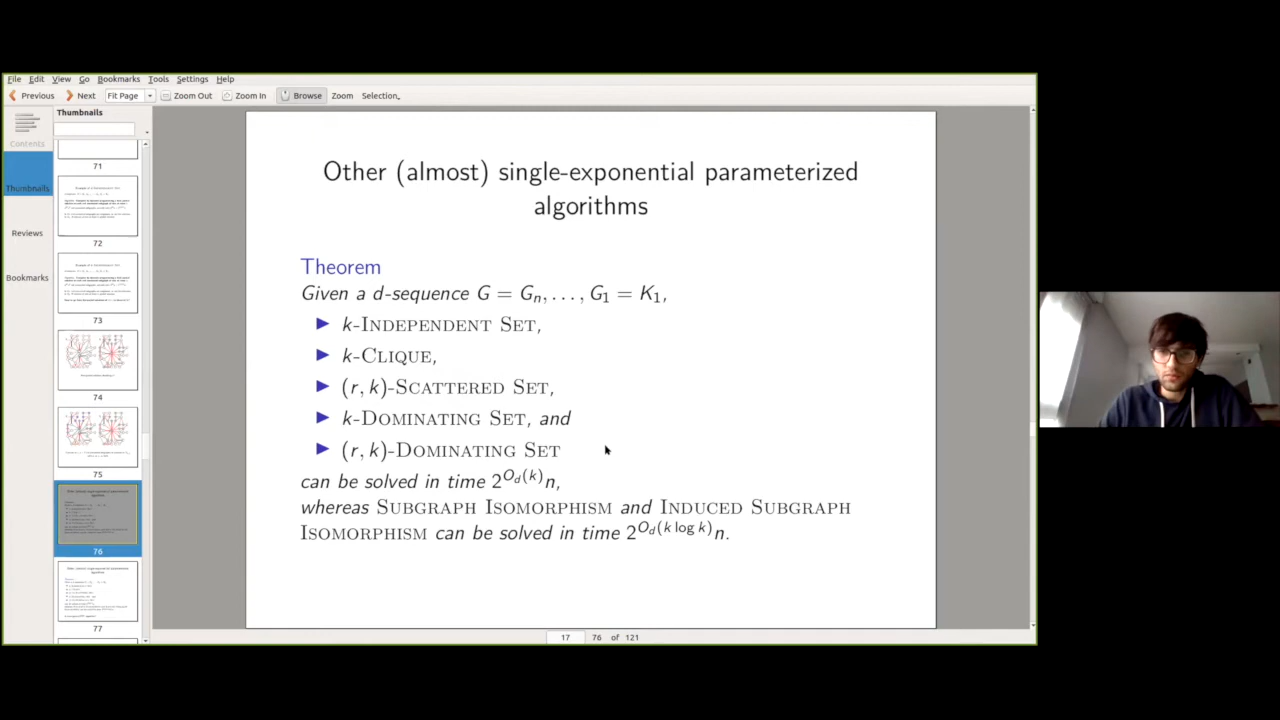 File Edit View Go Bookmarks Tools Settings Help
Previous Next Fit Page Zoom Out Zoom In Browse Zoom Selection
Contents
Thumbnails
Reviews
Bookmarks
Thumbnails
71
72
73
74
75
76
77
Other (almost) single-exponential parameterized
algorithms
Theorem
Given a d-sequence G = Gₙ, …, G₁ = K₁,
▶ k-INDEPENDENT SET,
▶ k-CLIQUE,
▶ (r, k)-SCATTERED SET,
▶ k-DOMINATING SET, and
▶ (r, k)-DOMINATING SET
can be solved in time 2^{O_d(k)}n,
whereas SUBGRAPH ISOMORPHISM and INDUCED SUBGRAPH
ISOMORPHISM can be solved in time 2^{O_d(k log k)}n.
17 76 of 121